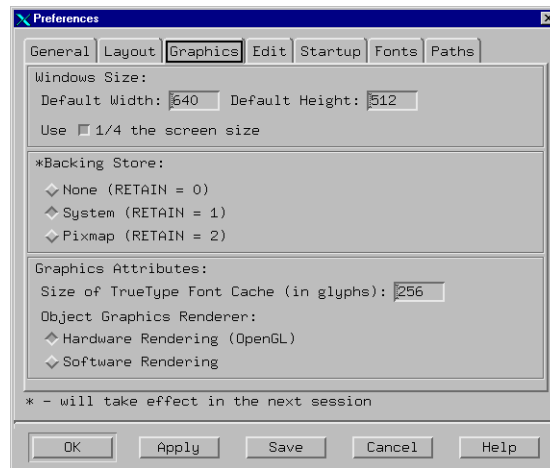 Preferences
General Layout Graphics Edit Startup Fonts Paths
Windows Size:
Default Width: 640 Default Height: 512
Use 1/4 the screen size
*Backing Store:
None (RETAIN = 0)
System (RETAIN = 1)
Pixmap (RETAIN = 2)
Graphics Attributes:
Size of TrueType Font Cache (in glyphs): 256
Object Graphics Renderer:
Hardware Rendering (OpenGL)
Software Rendering
* - will take effect in the next session
OK Apply Save Cancel Help